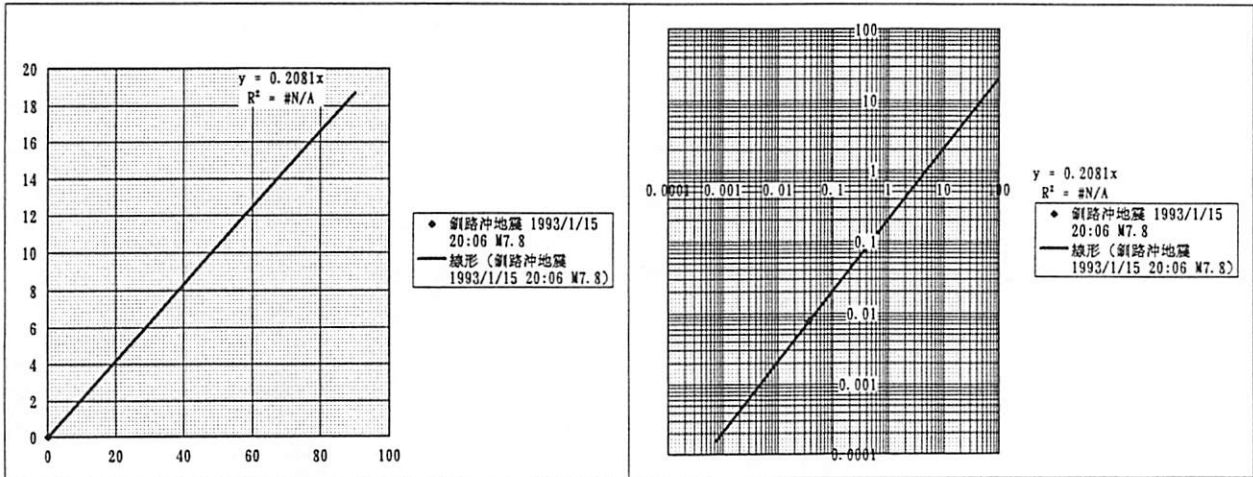 20
18
16
14
12
10
8
6
4
2
0
0 20 40 60 80 100
y = 0.2081x
R² = #N/A
釧路沖地震 1993/1/15
20:06 M7.8
線形 (釧路沖地震
1993/1/15 20:06 M7.8)
100
10
1
0.0001 0.001 0.01 0.1 1 10 100
0.1
0.01
0.001
0.0001
y = 0.2081x
R² = #N/A
釧路沖地震 1993/1/15
20:06 M7.8
線形 (釧路沖地震
1993/1/15 20:06 M7.8)